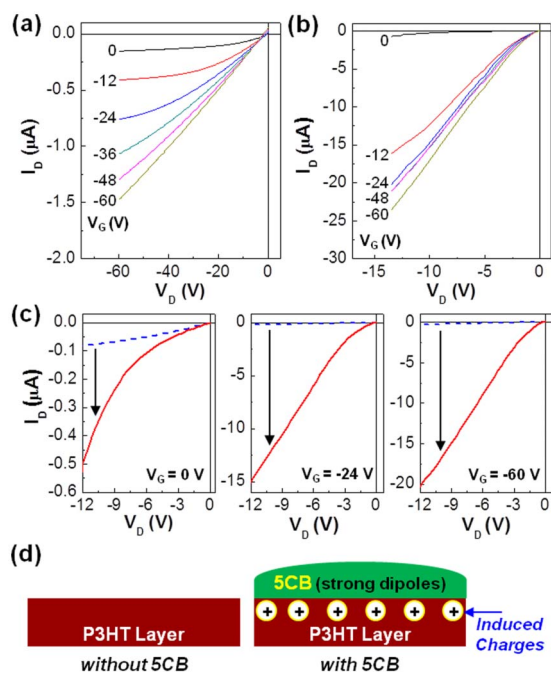 (a)
0.0
-0.5
-1.0
-1.5
-2.0
I_D (μA)
0
-12
-24
-36
-48
-60
V_G (V)
-80 -60 -40 -20 0
V_D (V)
(b)
0
-5
-10
-15
-20
-25
-30
I_D (μA)
0
-12
-24
-48
-60
V_G (V)
-15 -10 -5 0
V_D (V)
(c)
0.0
-0.1
-0.2
-0.3
-0.4
-0.5
-0.6
I_D (μA)
V_G = 0 V
-12 -9 -6 -3 0
V_D (V)
0
-5
-10
-15
V_G = -24 V
-12 -9 -6 -3 0
V_D (V)
0
-5
-10
-15
-20
V_G = -60 V
-12 -9 -6 -3 0
V_D (V)
(d)
P3HT Layer
without 5CB
5CB (strong dipoles)
+ + + + + +
P3HT Layer
with 5CB
Induced
Charges